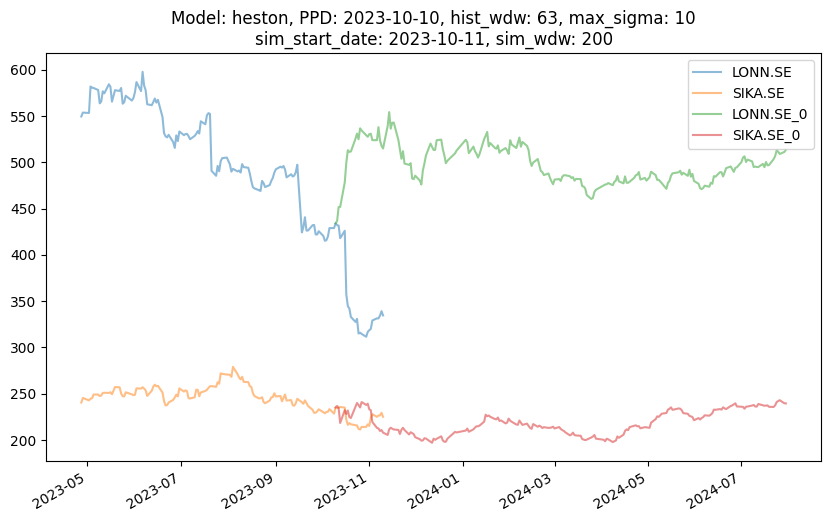 Model: heston, PPD: 2023-10-10, hist_wdw: 63, max_sigma: 10
sim_start_date: 2023-10-11, sim_wdw: 200
LONN.SE
SIKA.SE
LONN.SE_0
SIKA.SE_0
600
550
500
450
400
350
300
250
200
2023-05
2023-07
2023-09
2023-11
2024-01
2024-03
2024-05
2024-07